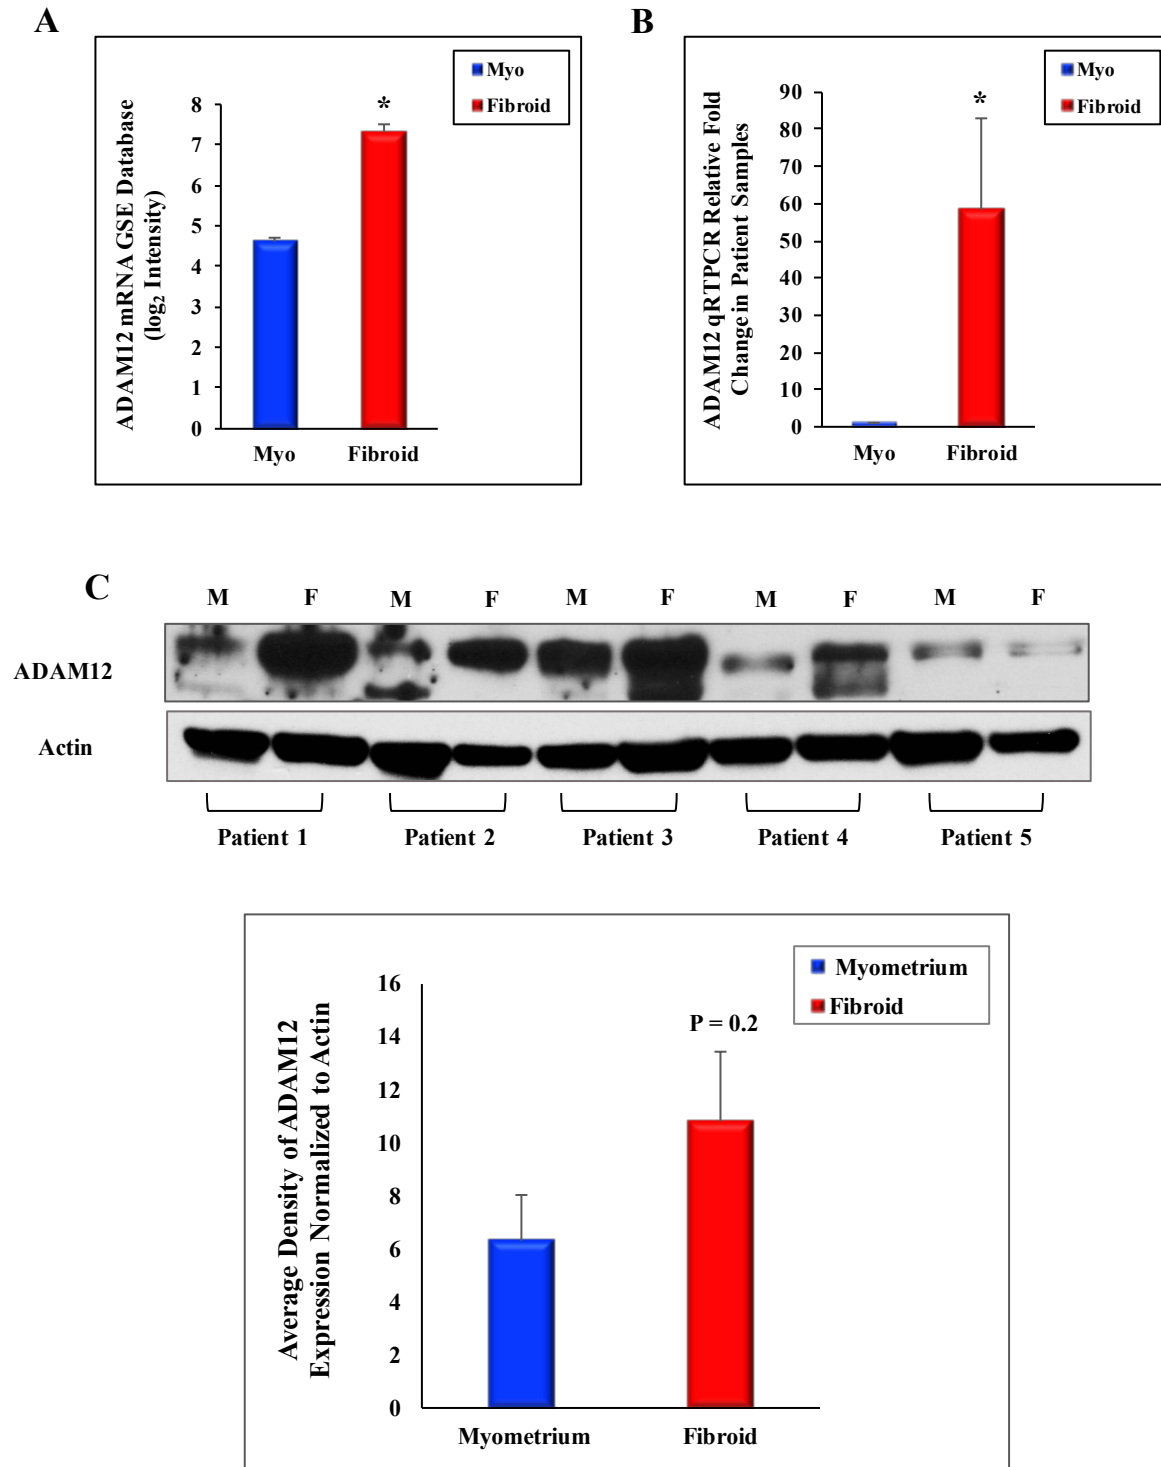 A
Myo
Fibroid
ADAM12 mRNA GSE Database
(log2 Intensity)
8
7
6
5
4
3
2
1
0
*
Myo Fibroid
B
Myo
Fibroid
ADAM12 qRTPCR Relative Fold
Change in Patient Samples
90
80
70
60
50
40
30
20
10
0
*
Myo Fibroid
C
M F M F M F M F M F
ADAM12
Actin
Patient 1 Patient 2 Patient 3 Patient 4 Patient 5
Myometrium
Fibroid
Average Density of ADAM12
Expression Normalized to Actin
16
14
12
10
8
6
4
2
0
P = 0.2
Myometrium Fibroid